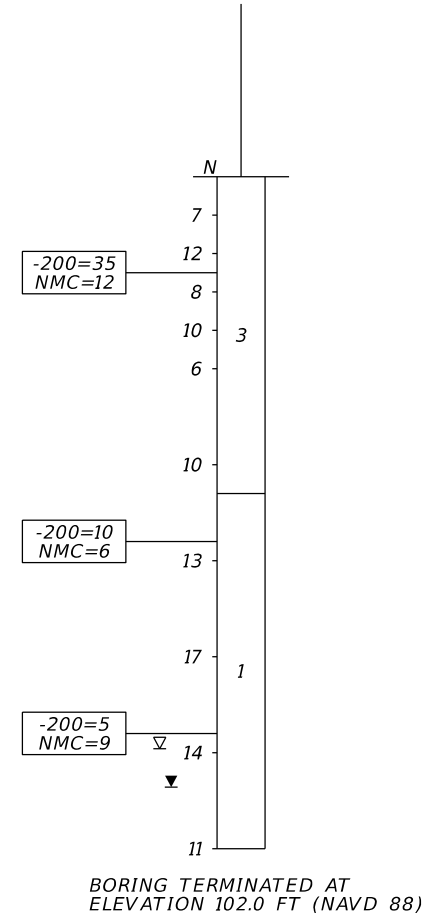 N
7
12
-200=35
NMC=12
8
10
3
6
10
-200=10
NMC=6
13
17
1
-200=5
NMC=9
14
11
BORING TERMINATED AT
ELEVATION 102.0 FT (NAVD 88)